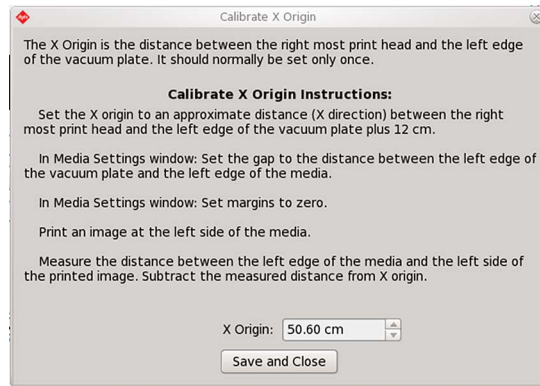 Calibrate X Origin
The X Origin is the distance between the right most print head and the left edge
of the vacuum plate. It should normally be set only once.
Calibrate X Origin Instructions:
Set the X origin to an approximate distance (X direction) between the right
most print head and the left edge of the vacuum plate plus 12 cm.
In Media Settings window: Set the gap to the distance between the left edge of
the vacuum plate and the left edge of the media.
In Media Settings window: Set margins to zero.
Print an image at the left side of the media.
Measure the distance between the left edge of the media and the left side of
the printed image. Subtract the measured distance from X origin.
X Origin: 50.60 cm
Save and Close